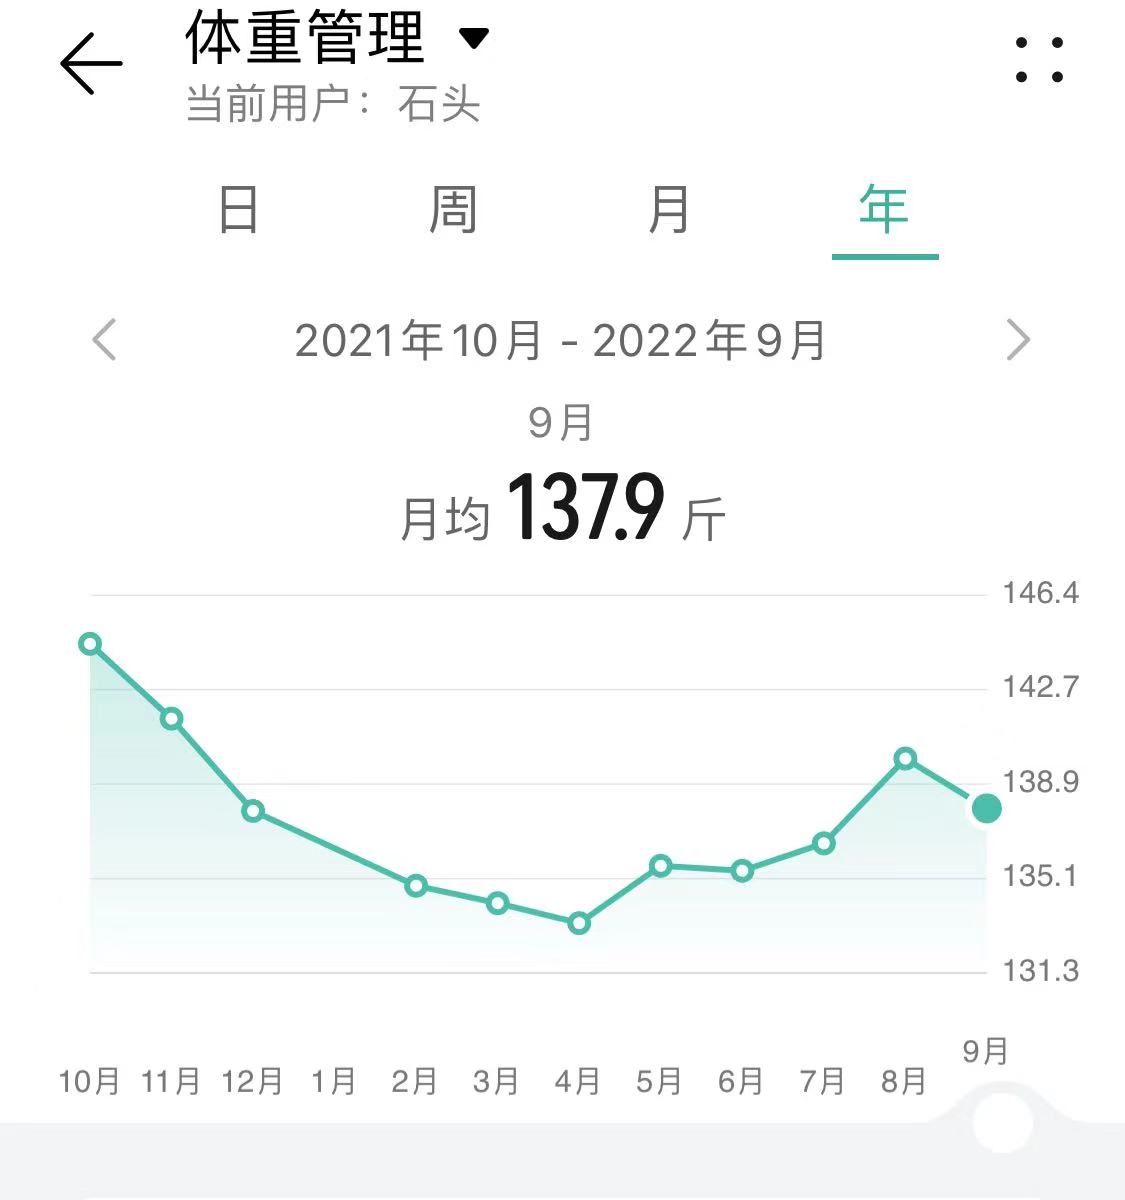 体重管理
当前用户：石头
日 周 月 年
2021年10月 - 2022年9月
9月
月均 137.9 斤
146.4
142.7
138.9
135.1
131.3
10月 11月 12月 1月 2月 3月 4月 5月 6月 7月 8月 9月